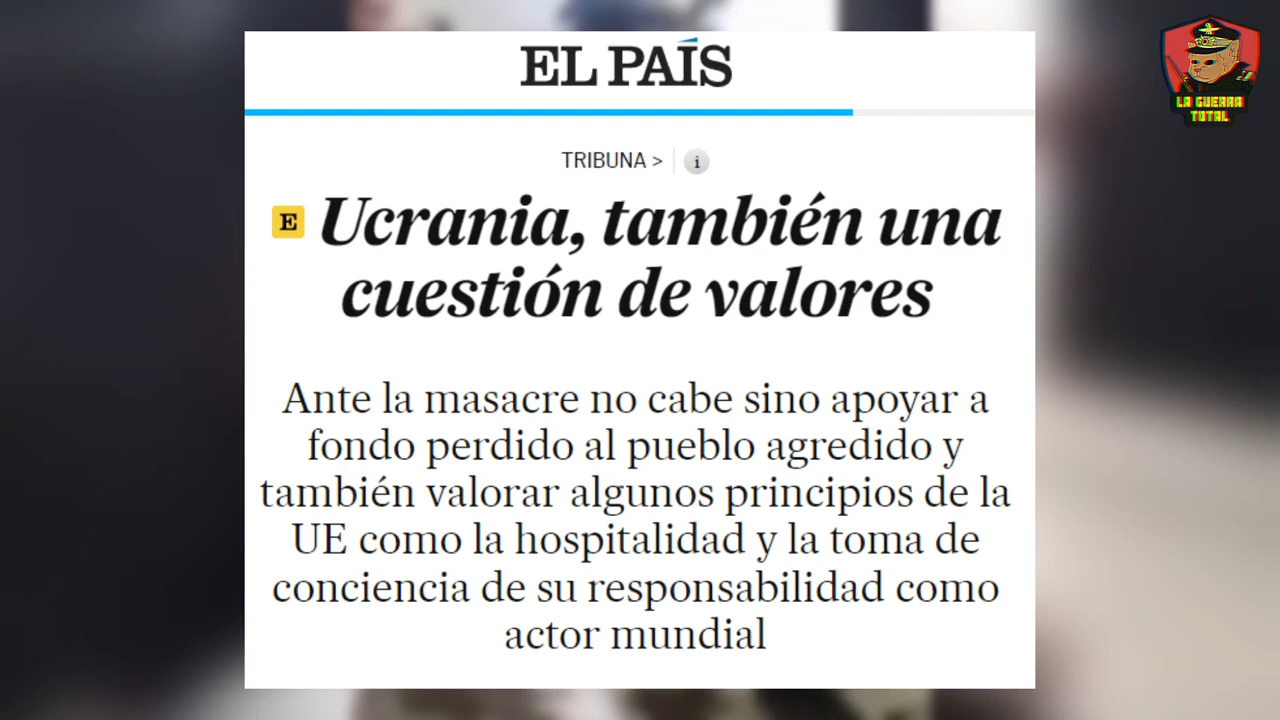 EL PAÍS
LA GUERRA
TOTAL
TRIBUNA > i
E Ucrania, también una
cuestión de valores
Ante la masacre no cabe sino apoyar a
fondo perdido al pueblo agredido y
también valorar algunos principios de la
UE como la hospitalidad y la toma de
conciencia de su responsabilidad como
actor mundial